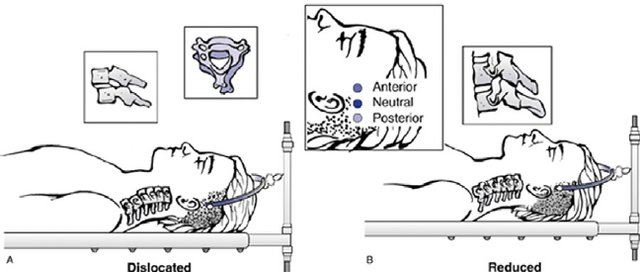 Anterior
Neutral
Posterior
A
Dislocated
B
Reduced